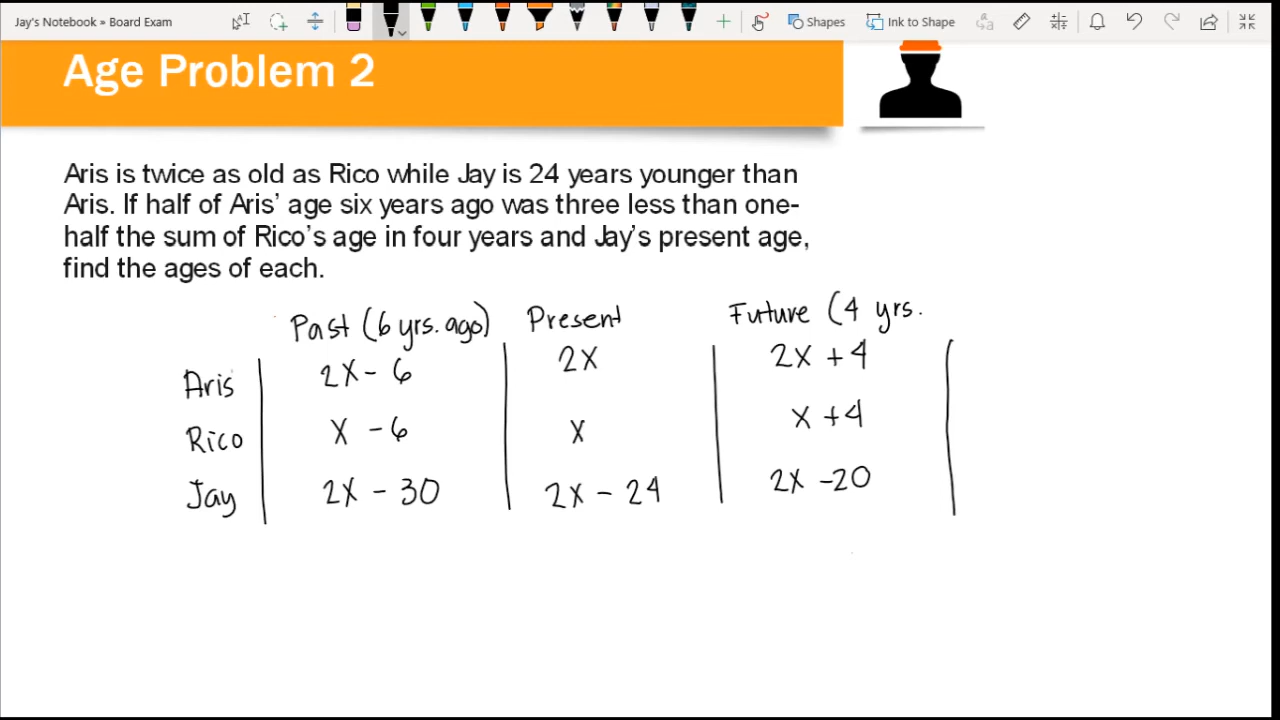 Jay's Notebook » Board Exam
Shapes
Ink to Shape
Age Problem 2
Aris is twice as old as Rico while Jay is 24 years younger than
Aris. If half of Aris' age six years ago was three less than one-
half the sum of Rico's age in four years and Jay's present age,
find the ages of each.
Past (6 yrs. ago) Present Future (4 yrs.
Aris 2X - 6 2X 2X + 4
Rico X - 6 X X + 4
Jay 2X - 30 2X - 24 2X - 20